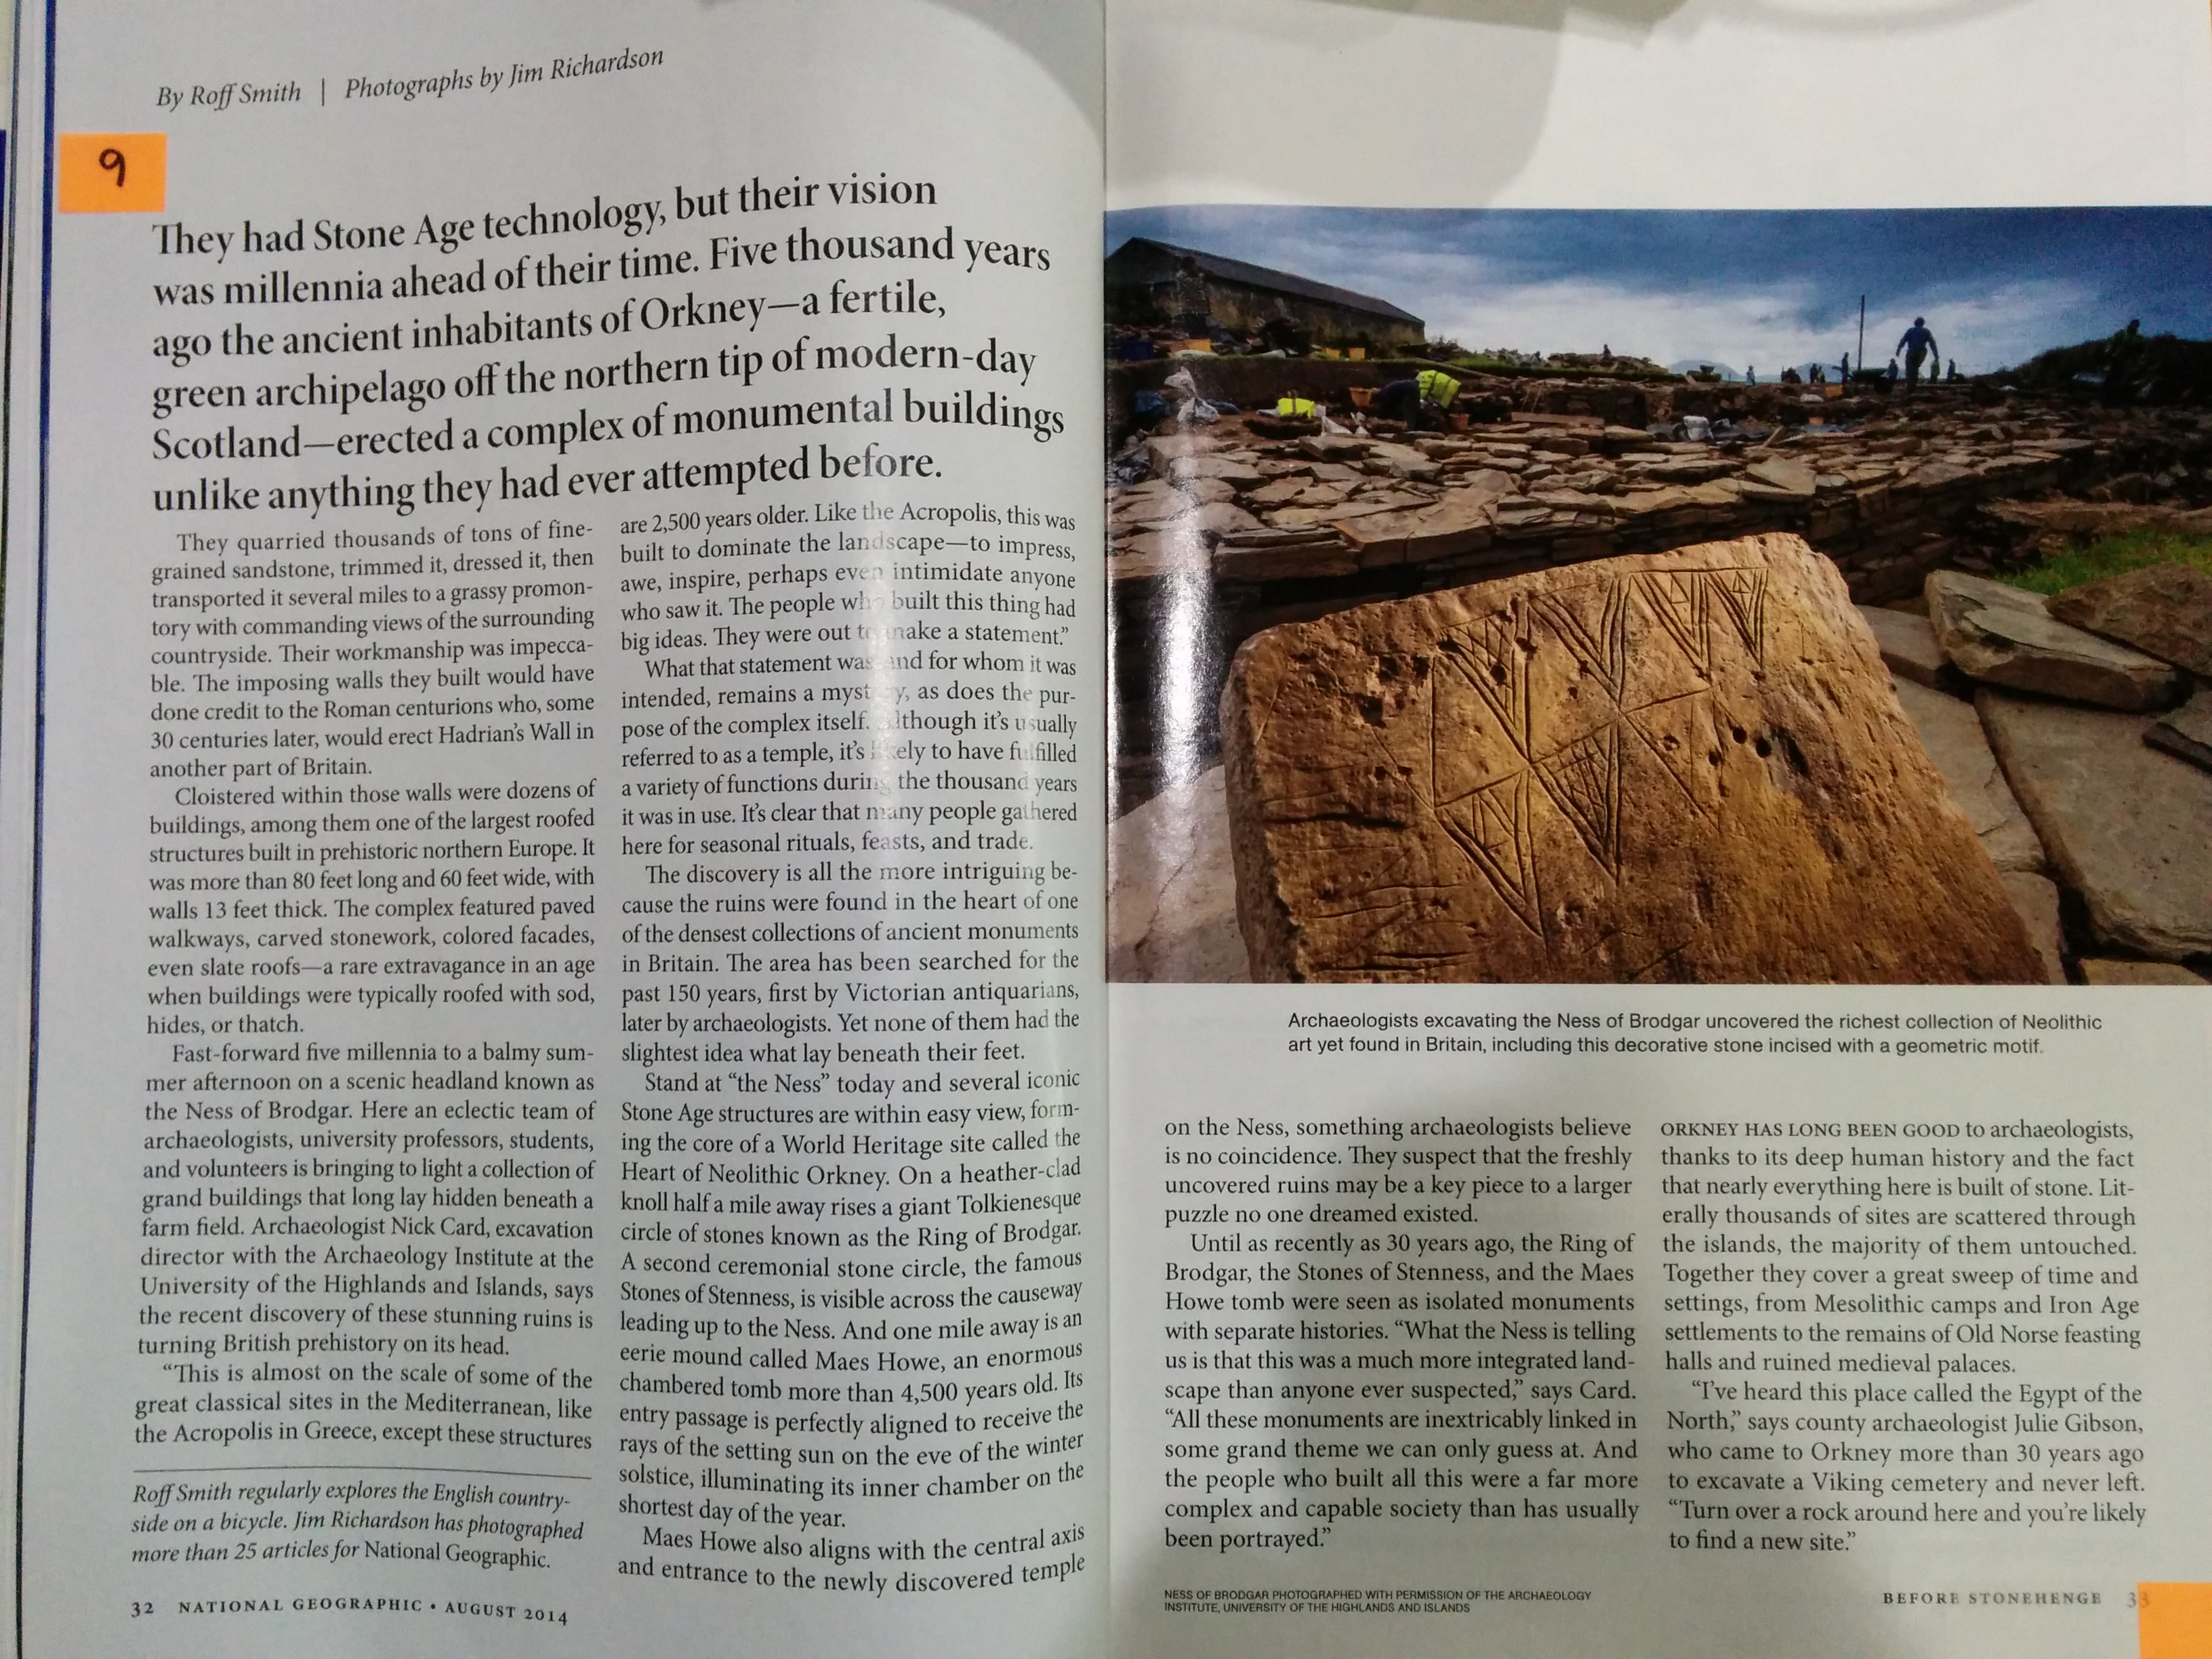 By Roff Smith | Photographs by Jim Richardson
9
They had Stone Age technology, but their vision
was millennia ahead of their time. Five thousand years
ago the ancient inhabitants of Orkney—a fertile,
green archipelago off the northern tip of modern-day
Scotland—erected a complex of monumental buildings
unlike anything they had ever attempted before.
They quarried thousands of tons of fine-
grained sandstone, trimmed it, dressed it, then
transported it several miles to a grassy promon-
tory with commanding views of the surrounding
countryside. Their workmanship was impecca-
ble. The imposing walls they built would have
done credit to the Roman centurions who, some
30 centuries later, would erect Hadrian's Wall in
another part of Britain.
Cloistered within those walls were dozens of
buildings, among them one of the largest roofed
structures built in prehistoric northern Europe. It
was more than 80 feet long and 60 feet wide, with
walls 13 feet thick. The complex featured paved
walkways, carved stonework, colored facades,
even slate roofs—a rare extravagance in an age
when buildings were typically roofed with sod,
hides, or thatch.
Fast-forward five millennia to a balmy sum-
mer afternoon on a scenic headland known as
the Ness of Brodgar. Here an eclectic team of
archaeologists, university professors, students,
and volunteers is bringing to light a collection of
grand buildings that long lay hidden beneath a
farm field. Archaeologist Nick Card, excavation
director with the Archaeology Institute at the
University of the Highlands and Islands, says
the recent discovery of these stunning ruins is
turning British prehistory on its head.
“This is almost on the scale of some of the
great classical sites in the Mediterranean, like
the Acropolis in Greece, except these structures
Roff Smith regularly explores the English country-
side on a bicycle. Jim Richardson has photographed
more than 25 articles for National Geographic.
32 NATIONAL GEOGRAPHIC • AUGUST 2014
are 2,500 years older. Like the Acropolis, this was
built to dominate the landscape—to impress,
awe, inspire, perhaps even intimidate anyone
who saw it. The people who built this thing had
big ideas. They were out to make a statement.”
What that statement was, and for whom it was
intended, remains a mystery, as does the pur-
pose of the complex itself. Although it's usually
referred to as a temple, it's likely to have fulfilled
a variety of functions during the thousand years
it was in use. It's clear that many people gathered
here for seasonal rituals, feasts, and trade.
The discovery is all the more intriguing be-
cause the ruins were found in the heart of one
of the densest collections of ancient monuments
in Britain. The area has been searched for the
past 150 years, first by Victorian antiquarians,
later by archaeologists. Yet none of them had the
slightest idea what lay beneath their feet.
Stand at “the Ness” today and several iconic
Stone Age structures are within easy view, form-
ing the core of a World Heritage site called the
Heart of Neolithic Orkney. On a heather-clad
knoll half a mile away rises a giant Tolkienesque
circle of stones known as the Ring of Brodgar.
A second ceremonial stone circle, the famous
Stones of Stenness, is visible across the causeway
leading up to the Ness. And one mile away is an
eerie mound called Maes Howe, an enormous
chambered tomb more than 4,500 years old. Its
entry passage is perfectly aligned to receive the
rays of the setting sun on the eve of the winter
solstice, illuminating its inner chamber on the
shortest day of the year.
Maes Howe also aligns with the central axis
and entrance to the newly discovered temple
Archaeologists excavating the Ness of Brodgar uncovered the richest collection of Neolithic
art yet found in Britain, including this decorative stone incised with a geometric motif.
on the Ness, something archaeologists believe
is no coincidence. They suspect that the freshly
uncovered ruins may be a key piece to a larger
puzzle no one dreamed existed.
Until as recently as 30 years ago, the Ring of
Brodgar, the Stones of Stenness, and the Maes
Howe tomb were seen as isolated monuments
with separate histories. “What the Ness is telling
us is that this was a much more integrated land-
scape than anyone ever suspected,” says Card.
“All these monuments are inextricably linked in
some grand theme we can only guess at. And
the people who built all this were a far more
complex and capable society than has usually
been portrayed.”
ORKNEY HAS LONG BEEN GOOD to archaeologists,
thanks to its deep human history and the fact
that nearly everything here is built of stone. Lit-
erally thousands of sites are scattered through
the islands, the majority of them untouched.
Together they cover a great sweep of time and
settings, from Mesolithic camps and Iron Age
settlements to the remains of Old Norse feasting
halls and ruined medieval palaces.
“I've heard this place called the Egypt of the
North,” says county archaeologist Julie Gibson,
who came to Orkney more than 30 years ago
to excavate a Viking cemetery and never left.
“Turn over a rock around here and you're likely
to find a new site.”
NESS OF BRODGAR PHOTOGRAPHED WITH PERMISSION OF THE ARCHAEOLOGY
INSTITUTE, UNIVERSITY OF THE HIGHLANDS AND ISLANDS
BEFORE STONEHENGE 33